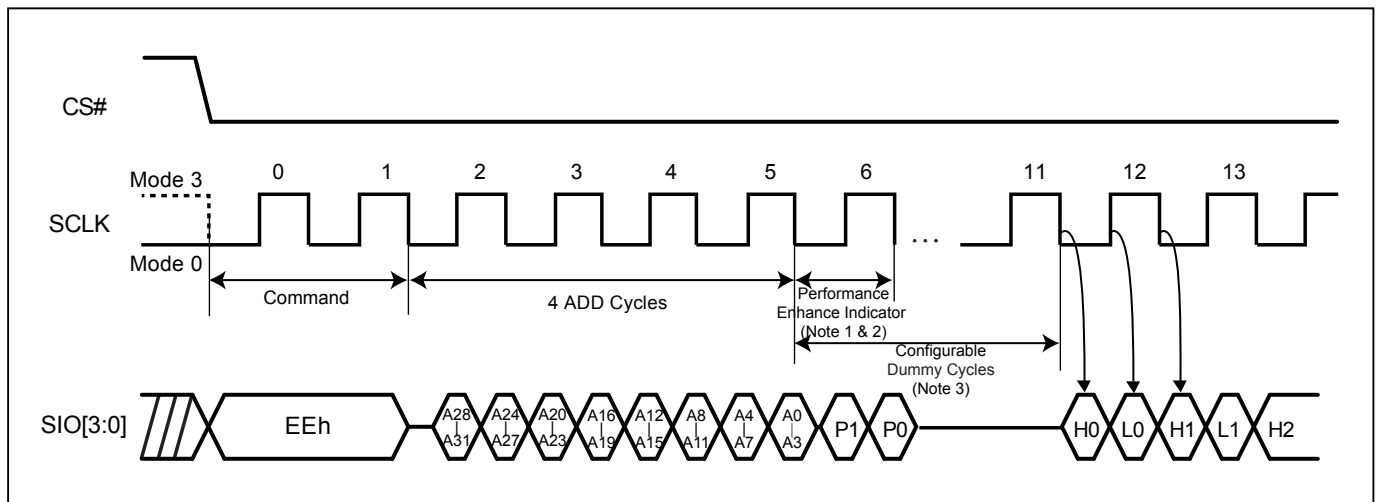 CS#
0 1 2 3 4 5 6 11 12 13
Mode 3
SCLK
...
Mode 0
Command
4 ADD Cycles
Performance
Enhance Indicator
(Note 1 & 2)
Configurable
Dummy Cycles
(Note 3)
SIO[3:0]
EEh
A28 | A31
A24 | A27
A20 | A23
A16 | A19
A12 | A15
A8 | A11
A4 | A7
A0 | A3
P1 P0
H0 L0 H1 L1 H2